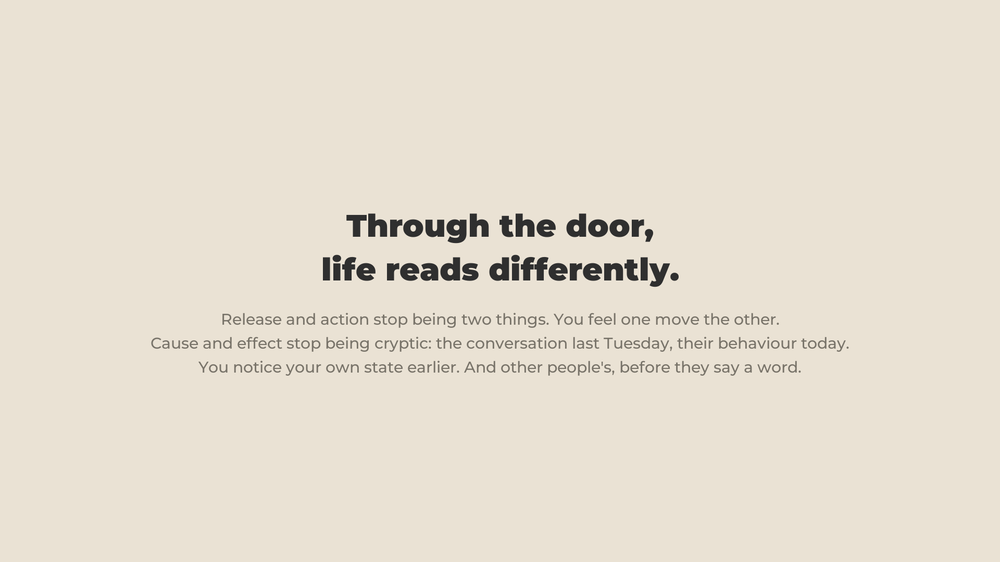 Through the door,
life reads differently.
Release and action stop being two things. You feel one move the other.
Cause and effect stop being cryptic: the conversation last Tuesday, their behaviour today.
You notice your own state earlier. And other people's, before they say a word.